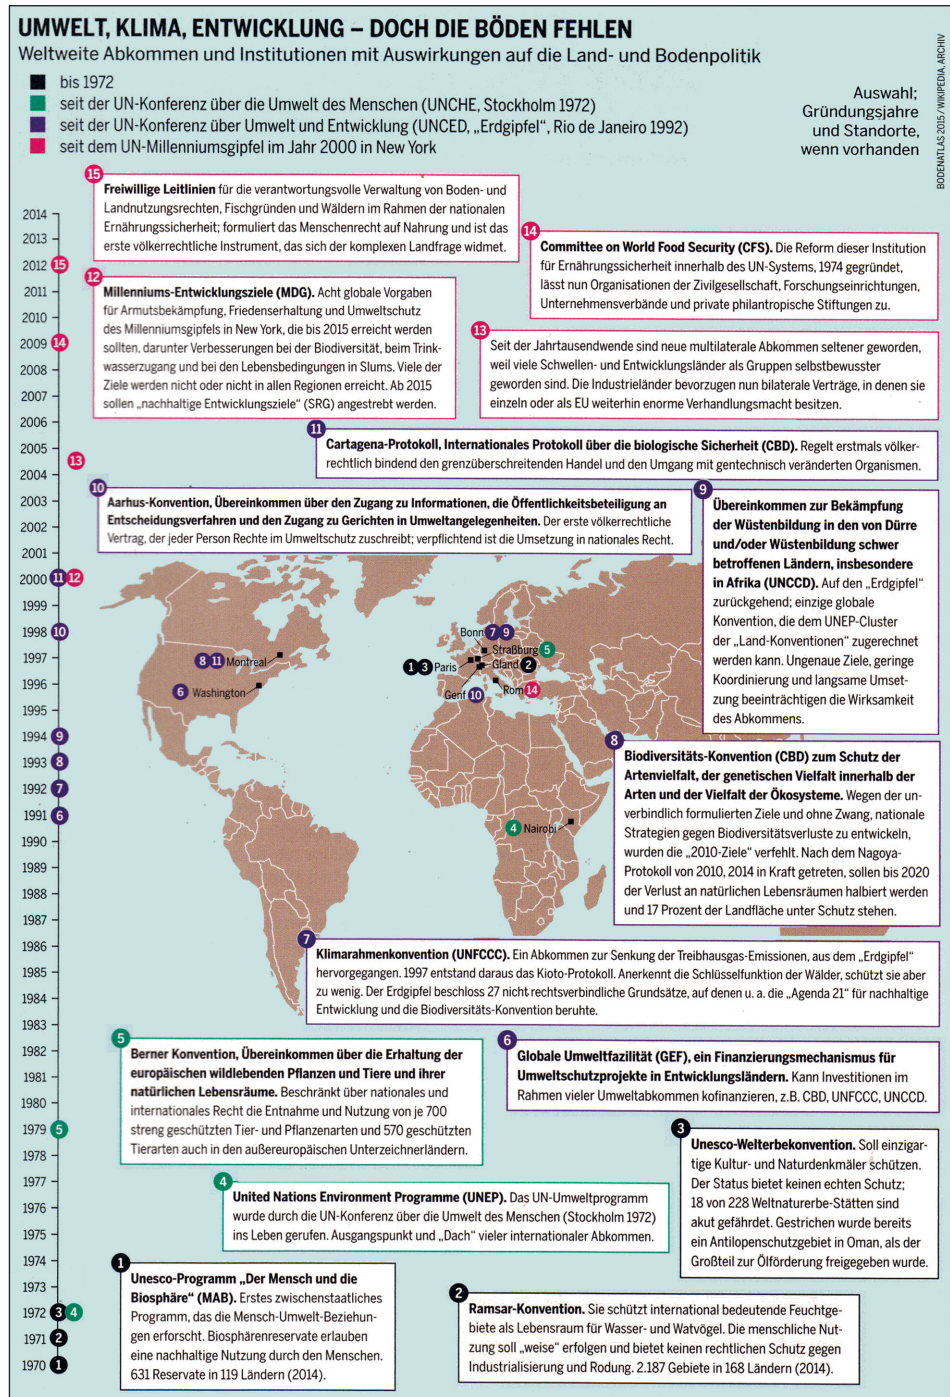 UMWELT, KLIMA, ENTWICKLUNG – DOCH DIE BÖDEN FEHLEN
Weltweite Abkommen und Institutionen mit Auswirkungen auf die Land- und Bodenpolitik
bis 1972
seit der UN-Konferenz über die Umwelt des Menschen (UNCHE, Stockholm 1972)
seit der UN-Konferenz über Umwelt und Entwicklung (UNCED, „Erdgipfel", Rio de Janeiro 1992)
seit dem UN-Millenniumsgipfel im Jahr 2000 in New York
Auswahl;
Gründungsjahre
und Standorte,
wenn vorhanden
BODENATLAS 2015 / WIKIPEDIA, ARCHIV
15
Freiwillige Leitlinien für die verantwortungsvolle Verwaltung von Boden- und
Landnutzungsrechten, Fischgründen und Wäldern im Rahmen der nationalen
Ernährungssicherheit; formuliert das Menschenrecht auf Nahrung und ist das
erste völkerrechtliche Instrument, das sich der komplexen Landfrage widmet.
14
Committee on World Food Security (CFS). Die Reform dieser Institution
für Ernährungssicherheit innerhalb des UN-Systems, 1974 gegründet,
lässt nun Organisationen der Zivilgesellschaft, Forschungseinrichtungen,
Unternehmensverbände und private philantropische Stiftungen zu.
12
Millenniums-Entwicklungsziele (MDG). Acht globale Vorgaben
für Armutsbekämpfung, Friedenserhaltung und Umweltschutz
des Millenniumsgipfels in New York, die bis 2015 erreicht werden
sollten, darunter Verbesserungen bei der Biodiversität, beim Trink-
wasserzugang und bei den Lebensbedingungen in Slums. Viele der
Ziele werden nicht oder nicht in allen Regionen erreicht. Ab 2015
sollen „nachhaltige Entwicklungsziele" (SRG) angestrebt werden.
13
Seit der Jahrtausendwende sind neue multilaterale Abkommen seltener geworden,
weil viele Schwellen- und Entwicklungsländer als Gruppen selbstbewusster
geworden sind. Die Industrieländer bevorzugen nun bilaterale Verträge, in denen sie
einzeln oder als EU weiterhin enorme Verhandlungsmacht besitzen.
11
Cartagena-Protokoll, Internationales Protokoll über die biologische Sicherheit (CBD). Regelt erstmals völker-
rechtlich bindend den grenzüberschreitenden Handel und den Umgang mit gentechnisch veränderten Organismen.
10
Aarhus-Konvention, Übereinkommen über den Zugang zu Informationen, die Öffentlichkeitsbeteiligung an
Entscheidungsverfahren und den Zugang zu Gerichten in Umweltangelegenheiten. Der erste völkerrechtliche
Vertrag, der jeder Person Rechte im Umweltschutz zuschreibt; verpflichtend ist die Umsetzung in nationales Recht.
9
Übereinkommen zur Bekämpfung
der Wüstenbildung in den von Dürre
und/oder Wüstenbildung schwer
betroffenen Ländern, insbesondere
in Afrika (UNCCD). Auf den „Erdgipfel"
zurückgehend; einzige globale
Konvention, die dem UNEP-Cluster
der „Land-Konventionen" zugerechnet
werden kann. Ungenaue Ziele, geringe
Koordinierung und langsame Umset-
zung beeinträchtigen die Wirksamkeit
des Abkommens.
Bonn 7 9
Straßburg 5
8 11 Montreal
1 3 Paris
Gland 2
6 Washington
Genf 10
Rom 14
4 Nairobi
8
Biodiversitäts-Konvention (CBD) zum Schutz der
Artenvielfalt, der genetischen Vielfalt innerhalb der
Arten und der Vielfalt der Ökosysteme. Wegen der un-
verbindlich formulierten Ziele und ohne Zwang, nationale
Strategien gegen Biodiversitätsverluste zu entwickeln,
wurden die „2010-Ziele" verfehlt. Nach dem Nagoya-
Protokoll von 2010, 2014 in Kraft getreten, sollen bis 2020
der Verlust an natürlichen Lebensräumen halbiert werden
und 17 Prozent der Landfläche unter Schutz stehen.
7
Klimarahmenkonvention (UNFCCC). Ein Abkommen zur Senkung der Treibhausgas-Emissionen, aus dem „Erdgipfel"
hervorgegangen. 1997 entstand daraus das Kioto-Protokoll. Anerkennt die Schlüsselfunktion der Wälder, schützt sie aber
zu wenig. Der Erdgipfel beschloss 27 nicht rechtsverbindliche Grundsätze, auf denen u. a. die „Agenda 21" für nachhaltige
Entwicklung und die Biodiversitäts-Konvention beruhte.
5
Berner Konvention, Übereinkommen über die Erhaltung der
europäischen wildlebenden Pflanzen und Tiere und ihrer
natürlichen Lebensräume.
Beschränkt über nationales und
internationales Recht die Entnahme und Nutzung von je 700
streng geschützten Tier- und Pflanzenarten und 570 geschützten
Tierarten auch in den außereuropäischen Unterzeichnerländern.
6
Globale Umweltfazilität (GEF), ein Finanzierungsmechanismus für
Umweltschutzprojekte in Entwicklungsländern. Kann Investitionen im
Rahmen vieler Umweltabkommen kofinanzieren, z.B. CBD, UNFCCC, UNCCD.
3
Unesco-Welterbekonvention. Soll einzig-
artige Kultur- und Naturdenkmäler schützen.
Der Status bietet keinen echten Schutz;
18 von 228 Weltnaturerbe-Stätten sind
akut gefährdet. Gestrichen wurde bereits
ein Antilopenschutzgebiet in Oman, als der
Großteil zur Ölförderung freigegeben wurde.
4
United Nations Environment Programme (UNEP). Das UN-Umweltprogramm
wurde durch die UN-Konferenz über die Umwelt des Menschen (Stockholm 1972)
ins Leben gerufen. Ausgangspunkt und „Dach" vieler internationaler Abkommen.
1
Unesco-Programm „Der Mensch und die
Biosphäre" (MAB). Erstes zwischenstaatliches
Programm, das die Mensch-Umwelt-Beziehun-
gen erforscht. Biosphärenreservate erlauben
eine nachhaltige Nutzung durch den Menschen.
631 Reservate in 119 Ländern (2014).
2
Ramsar-Konvention. Sie schützt international bedeutende Feuchtge-
biete als Lebensraum für Wasser- und Watvögel. Die menschliche Nut-
zung soll „weise" erfolgen und bietet keinen rechtlichen Schutz gegen
Industrialisierung und Rodung. 2.187 Gebiete in 168 Ländern (2014).
2014
2013
2012 15
2011
2010
2009 14
2008
2007
2006
2005
13
2004
2003
2002
2001
2000 11 12
1999
1998 10
1997
1996
1995
1994 9
1993 8
1992 7
1991 6
1990
1989
1988
1987
1986
1985
1984
1983
1982
1981
1980
1979 5
1978
1977
1976
1975
1974
1973
1972 3 4
1971 2
1970 1